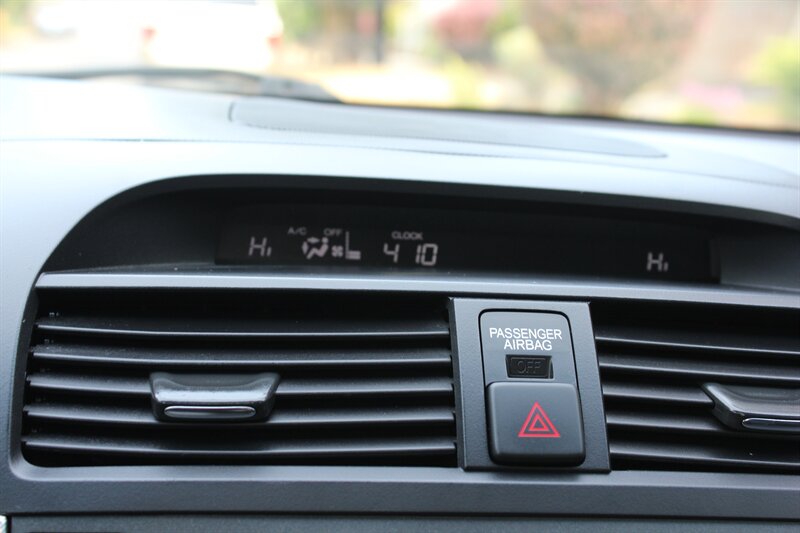 A/C OFF CLOCK
Hi 4 10 Hi
PASSENGER
AIRBAG
OFF